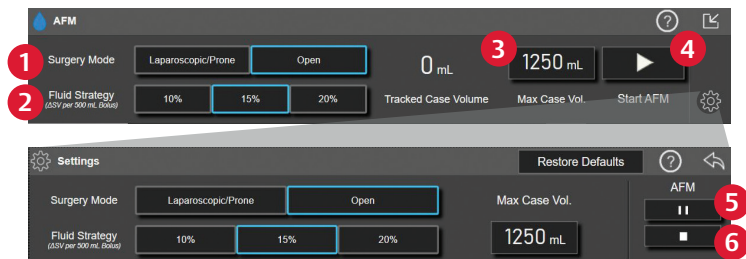 AFM
?
1
Surgery Mode
Laparoscopic/Prone
Open
0 mL
3
1250 mL
4
2
Fluid Strategy
(ΔSV per 500 mL Bolus)
10%
15%
20%
Tracked Case Volume
Max Case Vol.
Start AFM
Settings
Restore Defaults
?
Surgery Mode
Laparoscopic/Prone
Open
Max Case Vol.
AFM
5
Fluid Strategy
(ΔSV per 500 mL Bolus)
10%
15%
20%
1250 mL
6